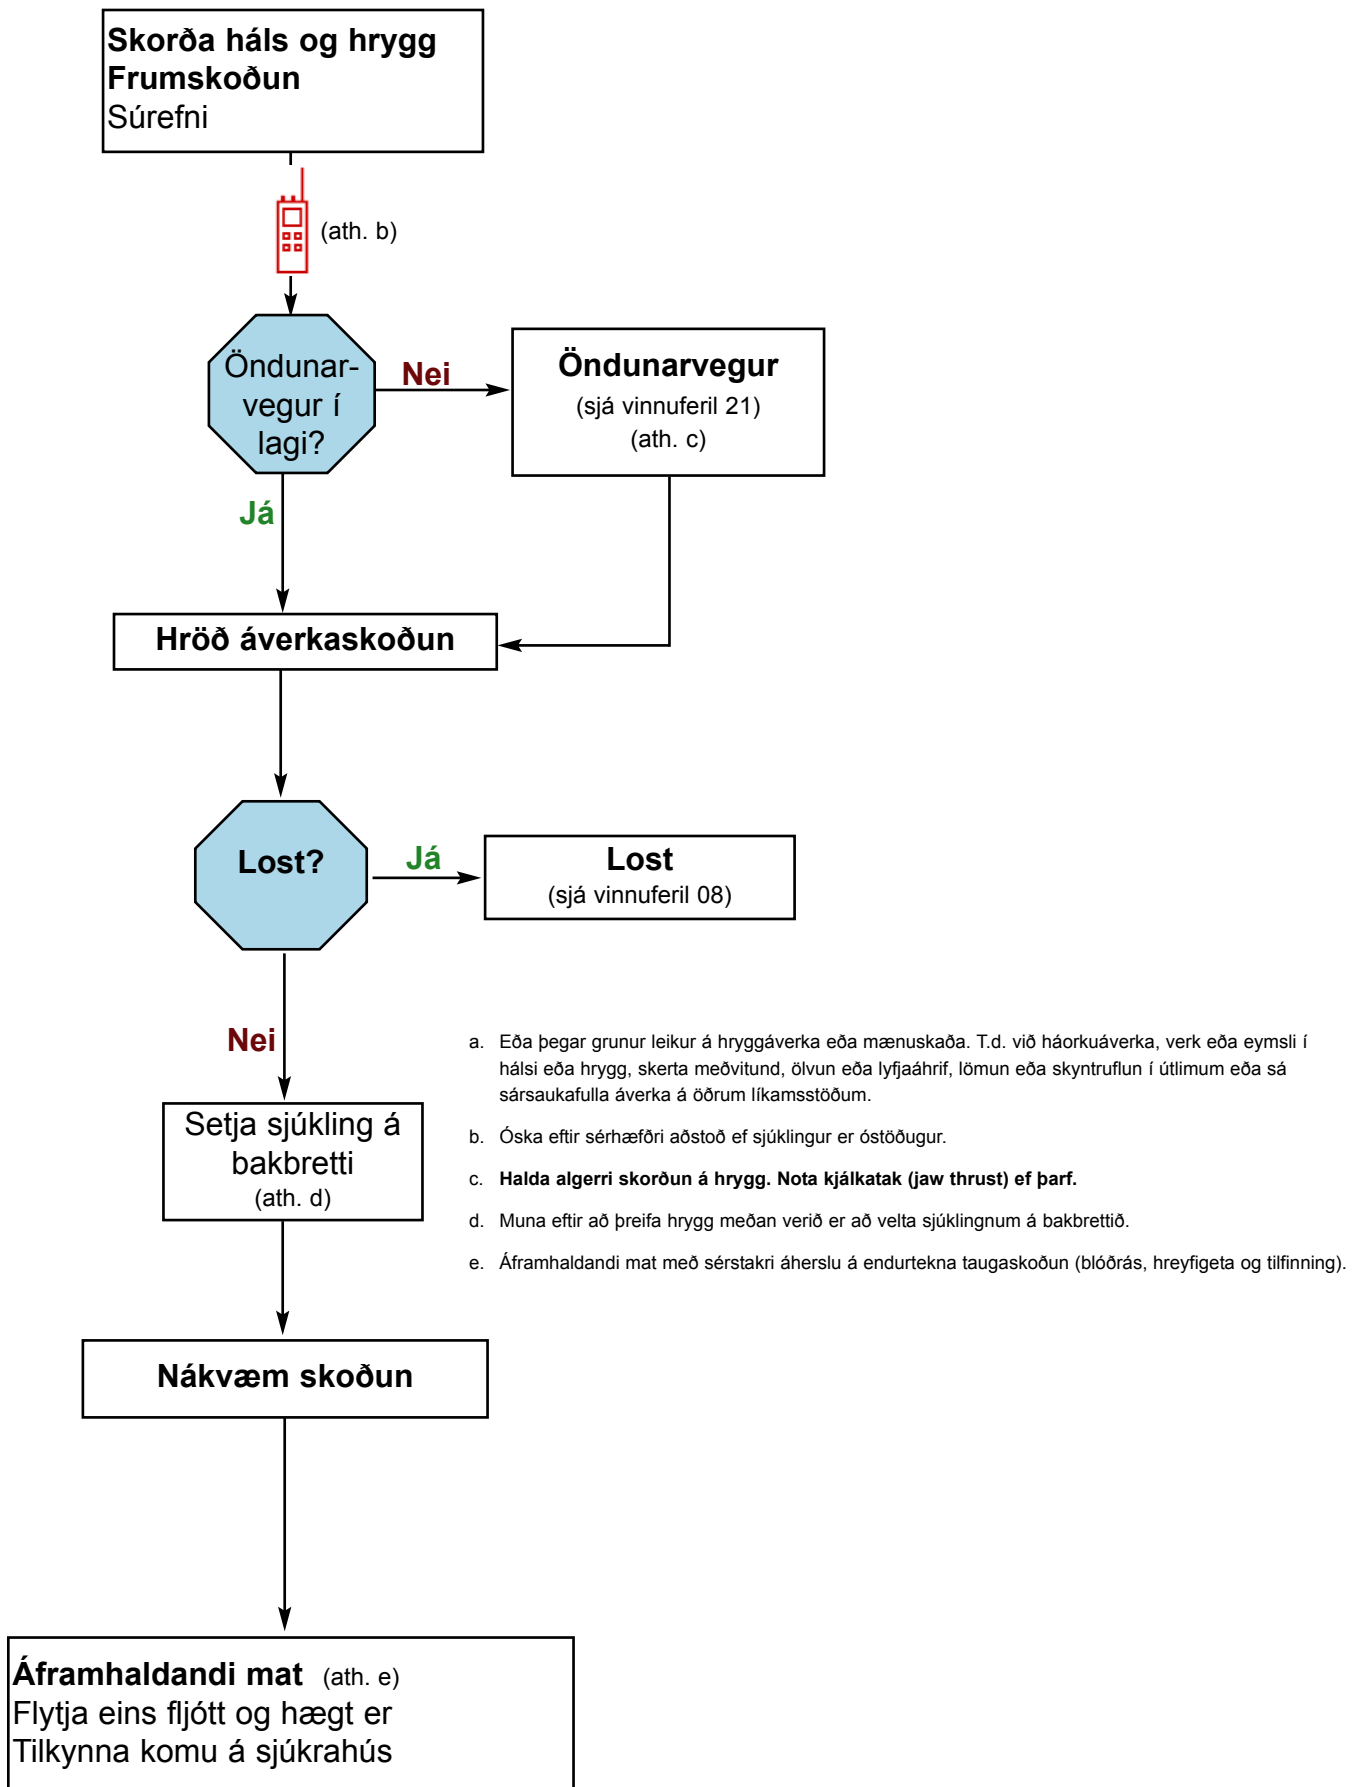 Skorða háls og hrygg
Frumskoðun
Súrefni
(ath. b)
Öndunar-
vegur í
lagi?
Nei
Öndunarvegur
(sjá vinnuferil 21)
(ath. c)
Já
Hröð áverkaskoðun
Lost?
Já
Lost
(sjá vinnuferil 08)
Nei
Setja sjúkling á
bakbretti
(ath. d)
a. Eða þegar grunur leikur á hryggáverka eða mænuskaða. T.d. við háorkuáverka, verk eða eymsli í
hálsi eða hrygg, skerta meðvitund, ölvun eða lyfjaáhrif, lömun eða skyntruflun í útlimum eða sá
sársaukafulla áverka á öðrum líkamsstöðum.
b. Óska eftir sérhæfðri aðstoð ef sjúklingur er óstöðugur.
c. Halda algerri skorðun á hrygg. Nota kjálkatak (jaw thrust) ef þarf.
d. Muna eftir að þreifa hrygg meðan verið er að velta sjúklingnum á bakbrettið.
e. Áframhaldandi mat með sérstakri áherslu á endurtekna taugaskoðun (blóðrás, hreyfigeta og tilfinning).
Nákvæm skoðun
Áframhaldandi mat (ath. e)
Flytja eins fljótt og hægt er
Tilkynna komu á sjúkrahús